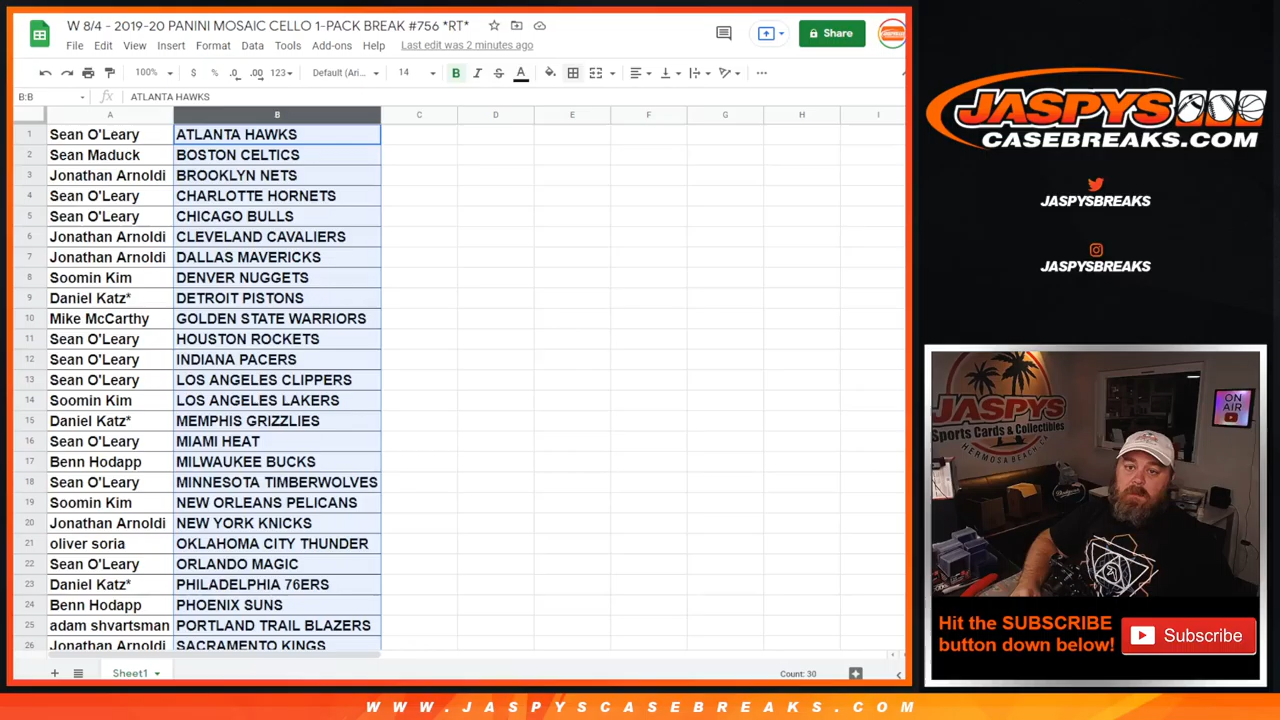 W 8/4 - 2019-20 PANINI MOSAIC CELLO 1-PACK BREAK #756 *RT*
File Edit View Insert Format Data Tools Add-ons Help Last edit was 2 minutes ago
Share
100% $ % .0 .00 123 Default (Ari... 14 B I S A
B:B fx ATLANTA HAWKS
A B C D E F G H I
1 Sean O'Leary ATLANTA HAWKS
2 Sean Maduck BOSTON CELTICS
3 Jonathan Arnoldi BROOKLYN NETS
4 Sean O'Leary CHARLOTTE HORNETS
5 Sean O'Leary CHICAGO BULLS
6 Jonathan Arnoldi CLEVELAND CAVALIERS
7 Jonathan Arnoldi DALLAS MAVERICKS
8 Soomin Kim DENVER NUGGETS
9 Daniel Katz* DETROIT PISTONS
10 Mike McCarthy GOLDEN STATE WARRIORS
11 Sean O'Leary HOUSTON ROCKETS
12 Sean O'Leary INDIANA PACERS
13 Sean O'Leary LOS ANGELES CLIPPERS
14 Soomin Kim LOS ANGELES LAKERS
15 Daniel Katz* MEMPHIS GRIZZLIES
16 Sean O'Leary MIAMI HEAT
17 Benn Hodapp MILWAUKEE BUCKS
18 Sean O'Leary MINNESOTA TIMBERWOLVES
19 Soomin Kim NEW ORLEANS PELICANS
20 Jonathan Arnoldi NEW YORK KNICKS
21 oliver soria OKLAHOMA CITY THUNDER
22 Sean O'Leary ORLANDO MAGIC
23 Daniel Katz* PHILADELPHIA 76ERS
24 Benn Hodapp PHOENIX SUNS
25 adam shvartsman PORTLAND TRAIL BLAZERS
26 Jonathan Arnoldi SACRAMENTO KINGS
Sheet1
Count: 30
JASPYS
CASEBREAKS.COM
JASPYSBREAKS
JASPYSBREAKS
JASPYS
Sports Cards & Collectibles
HERMOSA BEACH CA
ON
AIR
Hit the SUBSCRIBE
button down below!
Subscribe
WWW.JASPYSCASEBREAKS.COM